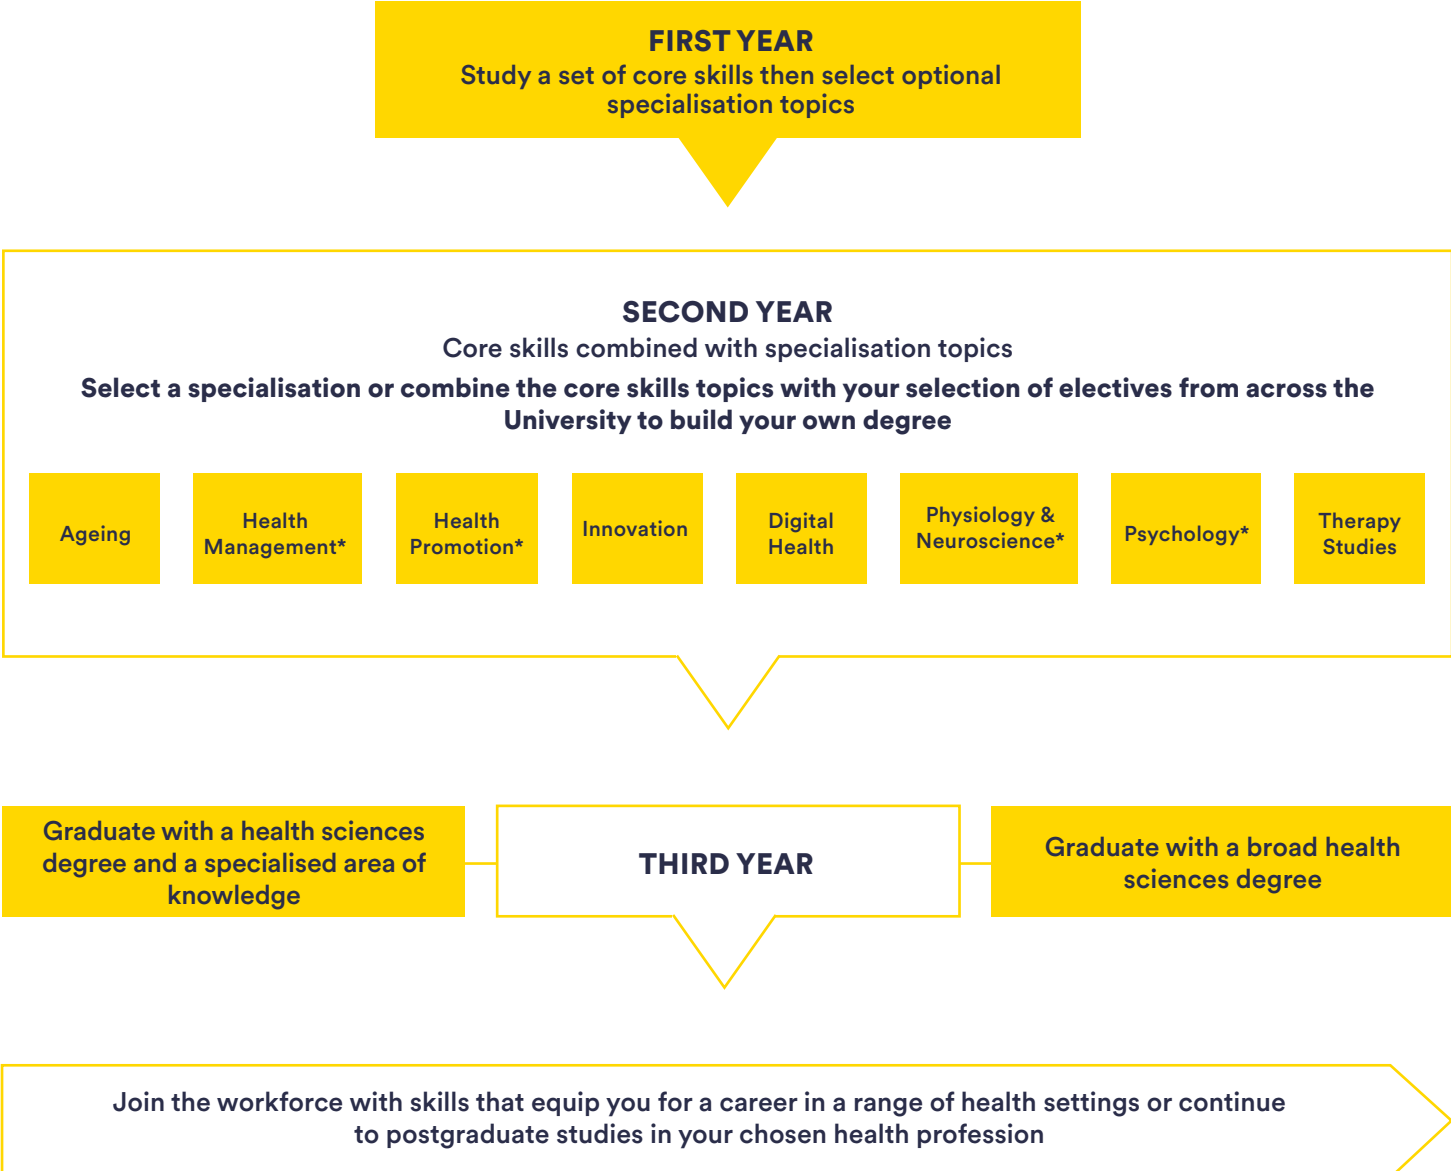 FIRST YEAR
Study a set of core skills then select optional
specialisation topics
SECOND YEAR
Core skills combined with specialisation topics
Select a specialisation or combine the core skills topics with your selection of electives from across the
University to build your own degree
Ageing
Health
Management*
Health
Promotion*
Innovation
Digital
Health
Physiology &
Neuroscience*
Psychology*
Therapy
Studies
Graduate with a health sciences
degree and a specialised area of
knowledge
THIRD YEAR
Graduate with a broad health
sciences degree
Join the workforce with skills that equip you for a career in a range of health settings or continue
to postgraduate studies in your chosen health profession